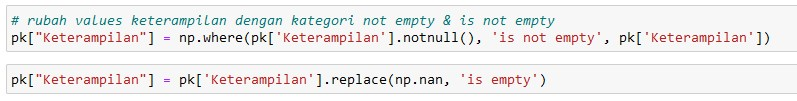 # rubah values keterampilan dengan kategori not empty & is not empty
pk["Keterampilan"] = np.where(pk['Keterampilan'].notnull(), 'is not empty', pk['Keterampilan'])
pk["Keterampilan"] = pk['Keterampilan'].replace(np.nan, 'is empty')